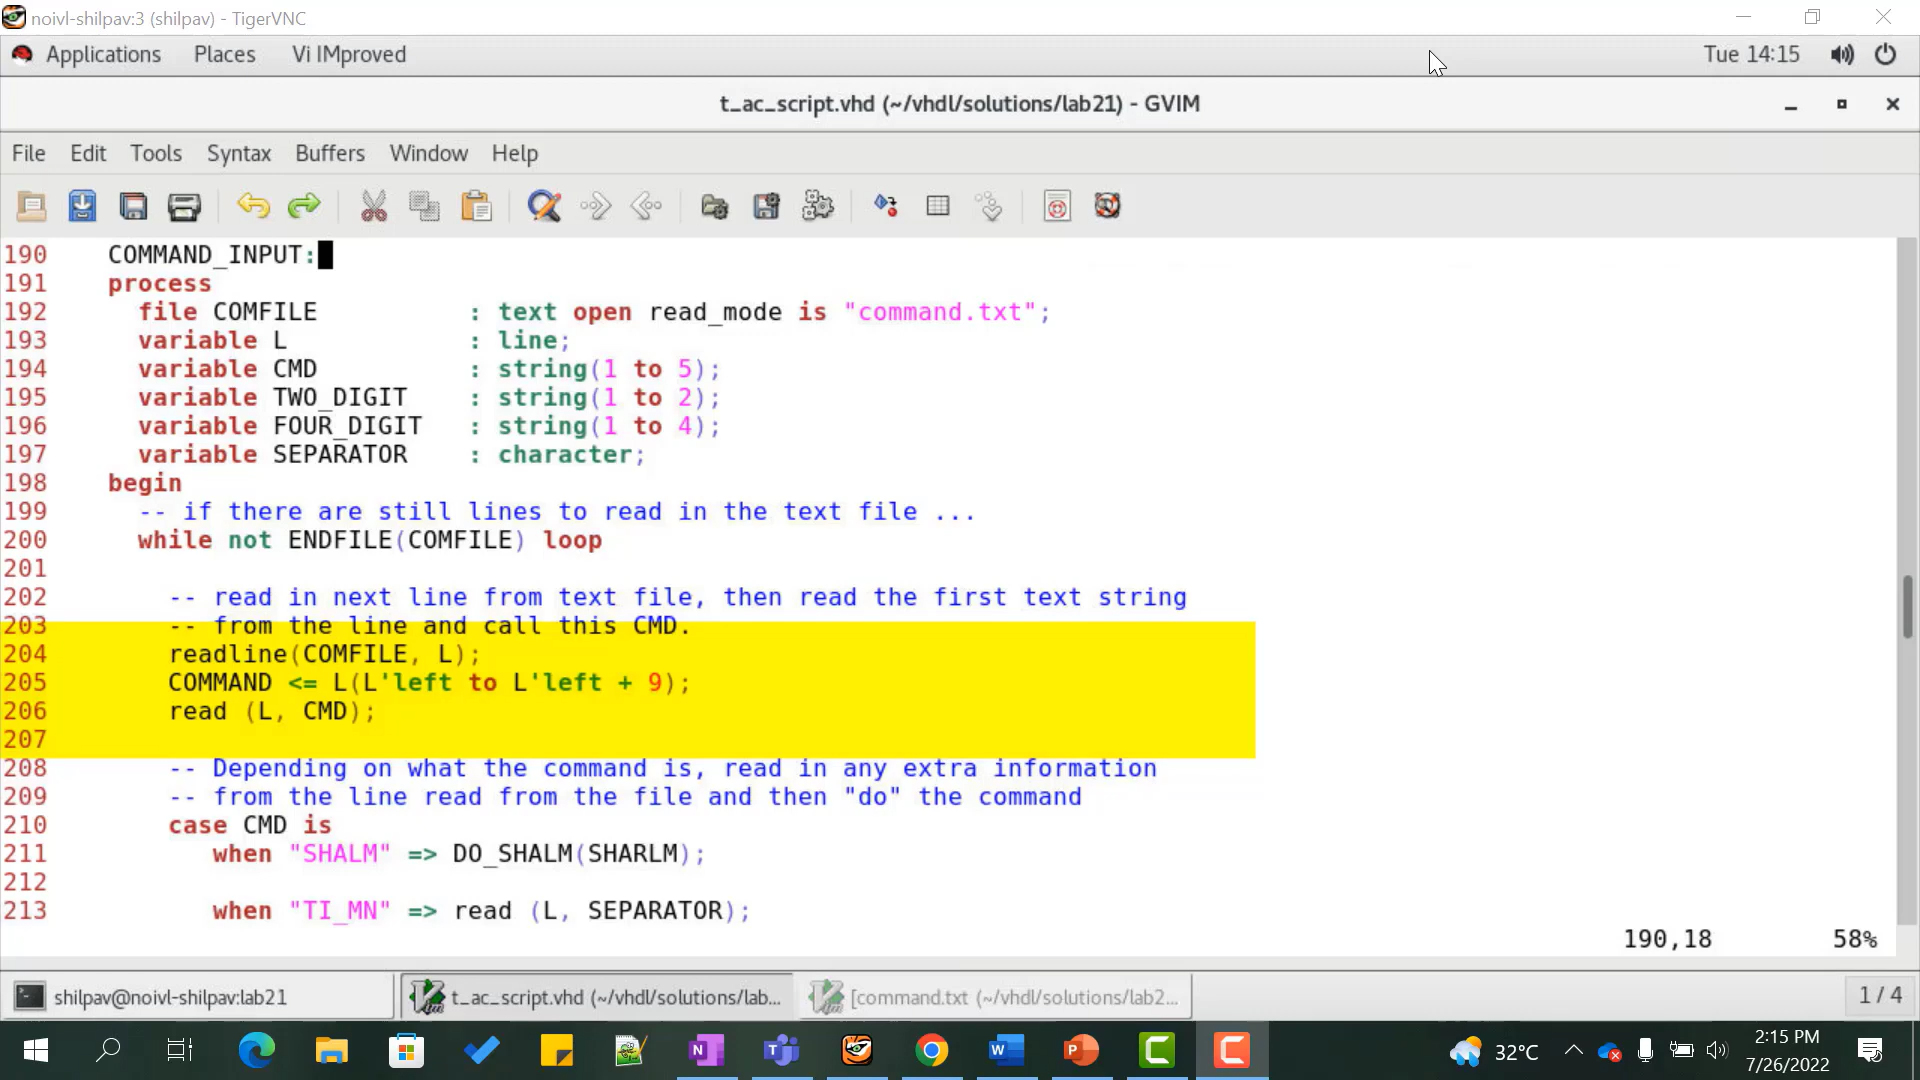 noivl-shilpav:3 (shilpav) - TigerVNC
Applications Places Vi IMproved Tue 14:15
t_ac_script.vhd (~/vhdl/solutions/lab21) - GVIM
File Edit Tools Syntax Buffers Window Help
190 COMMAND_INPUT:
191 process
192 file COMFILE : text open read_mode is "command.txt";
193 variable L : line;
194 variable CMD : string(1 to 5);
195 variable TWO_DIGIT : string(1 to 2);
196 variable FOUR_DIGIT : string(1 to 4);
197 variable SEPARATOR : character;
198 begin
199 -- if there are still lines to read in the text file ...
200 while not ENDFILE(COMFILE) loop
201
202 -- read in next line from text file, then read the first text string
203 -- from the line and call this CMD.
204 readline(COMFILE, L);
205 COMMAND <= L(L'left to L'left + 9);
206 read (L, CMD);
207
208 -- Depending on what the command is, read in any extra information
209 -- from the line read from the file and then "do" the command
210 case CMD is
211 when "SHALM" => DO_SHALM(SHARLM);
212
213 when "TI_MN" => read (L, SEPARATOR);
190,18 58%
shilpav@noivl-shilpav:lab21 t_ac_script.vhd (~/vhdl/solutions/lab... [command.txt (~/vhdl/solutions/lab2... 1 / 4
32°C 2:15 PM
7/26/2022